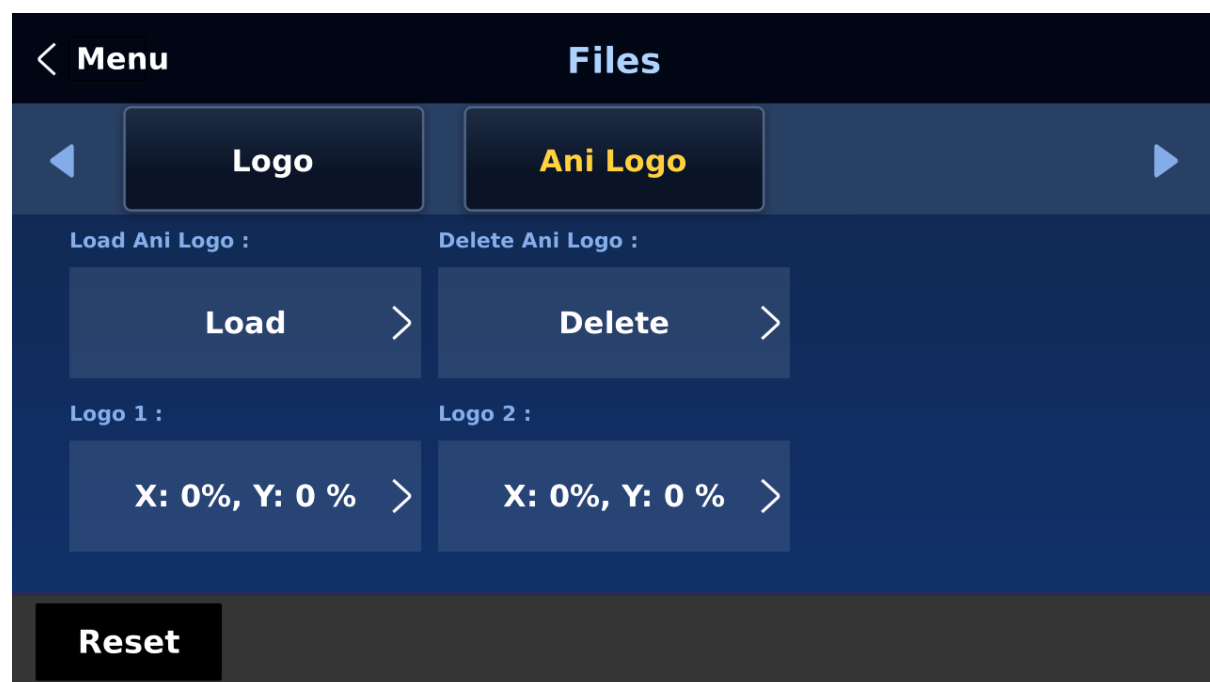 Menu
Files
Logo
Ani Logo
Load Ani Logo :
Delete Ani Logo :
Load
Delete
Logo 1 :
Logo 2 :
X: 0%, Y: 0 %
X: 0%, Y: 0 %
Reset